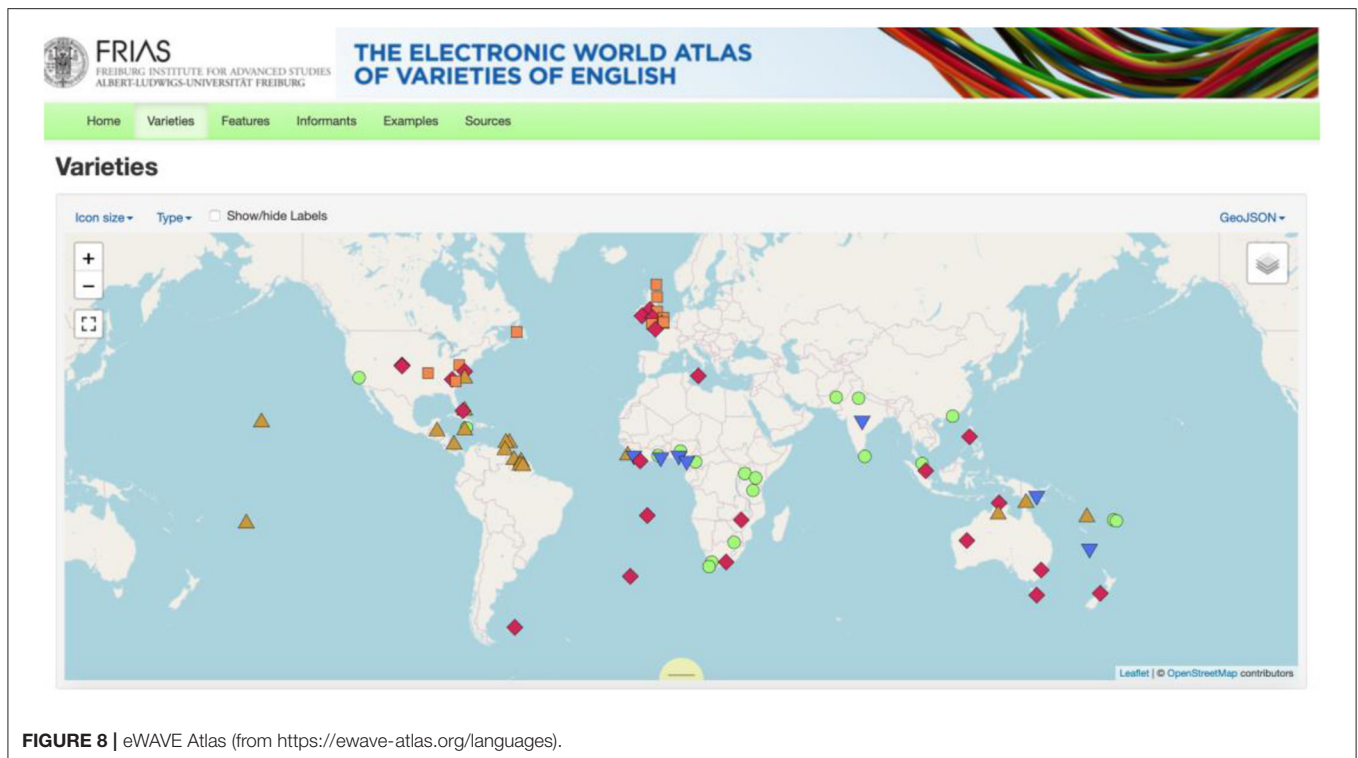 FRIAS
FREIBURG INSTITUTE FOR ADVANCED STUDIES
ALBERT-LUDWIGS-UNIVERSITÄT FREIBURG
THE ELECTRONIC WORLD ATLAS
OF VARIETIES OF ENGLISH
Home Varieties Features Informants Examples Sources
Varieties
Icon size Type Show/hide Labels GeoJSON
+
−
Leaflet | © OpenStreetMap contributors
FIGURE 8 | eWAVE Atlas (from https://ewave-atlas.org/languages).